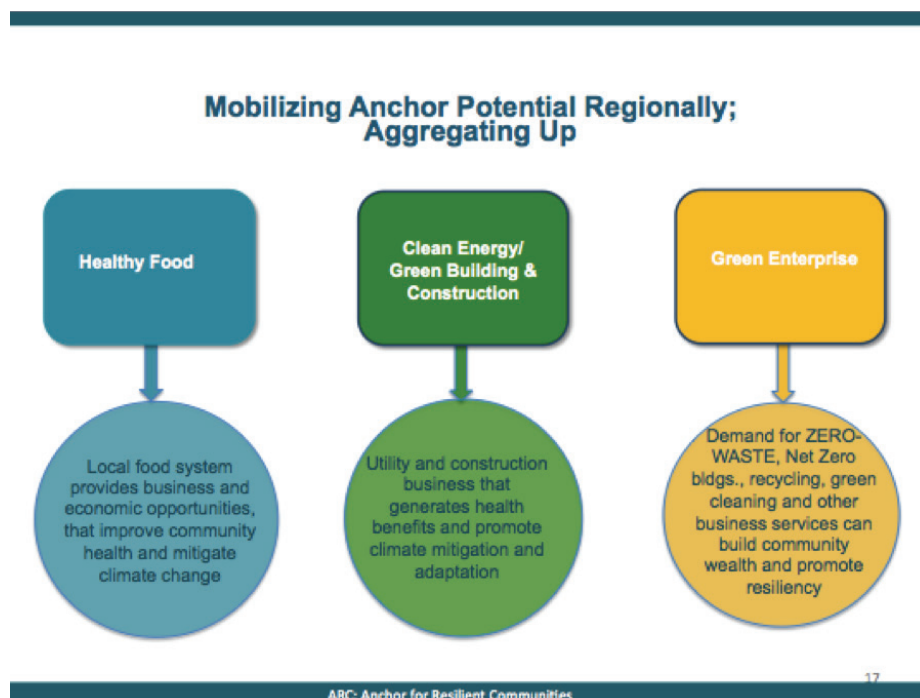 Mobilizing Anchor Potential Regionally;
Aggregating Up
Healthy Food
Clean Energy/
Green Building &
Construction
Green Enterprise
Local food system
provides business and
economic opportunities,
that improve community
health and mitigate
climate change
Utility and construction
business that
generates health
benefits and promote
climate mitigation and
adaptation
Demand for ZERO-
WASTE, Net Zero
bldgs., recycling, green
cleaning and other
business services can
build community
wealth and promote
resiliency
17
ARC: Anchor for Resilient Communities